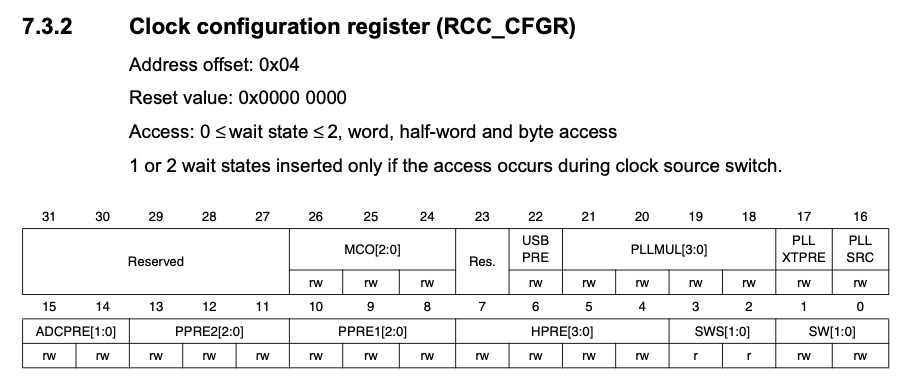 7.3.2 Clock configuration register (RCC_CFGR)
Address offset: 0x04
Reset value: 0x0000 0000
Access: 0 ≤ wait state ≤ 2, word, half-word and byte access
1 or 2 wait states inserted only if the access occurs during clock source switch.
31 30 29 28 27 26 25 24 23 22 21 20 19 18 17 16
Reserved MCO[2:0] Res. USB PRE PLLMUL[3:0] PLL XTPRE PLL SRC
rw rw rw rw rw rw rw rw rw rw
15 14 13 12 11 10 9 8 7 6 5 4 3 2 1 0
ADCPRE[1:0] PPRE2[2:0] PPRE1[2:0] HPRE[3:0] SWS[1:0] SW[1:0]
rw rw rw rw rw rw rw rw rw rw rw rw r r rw rw